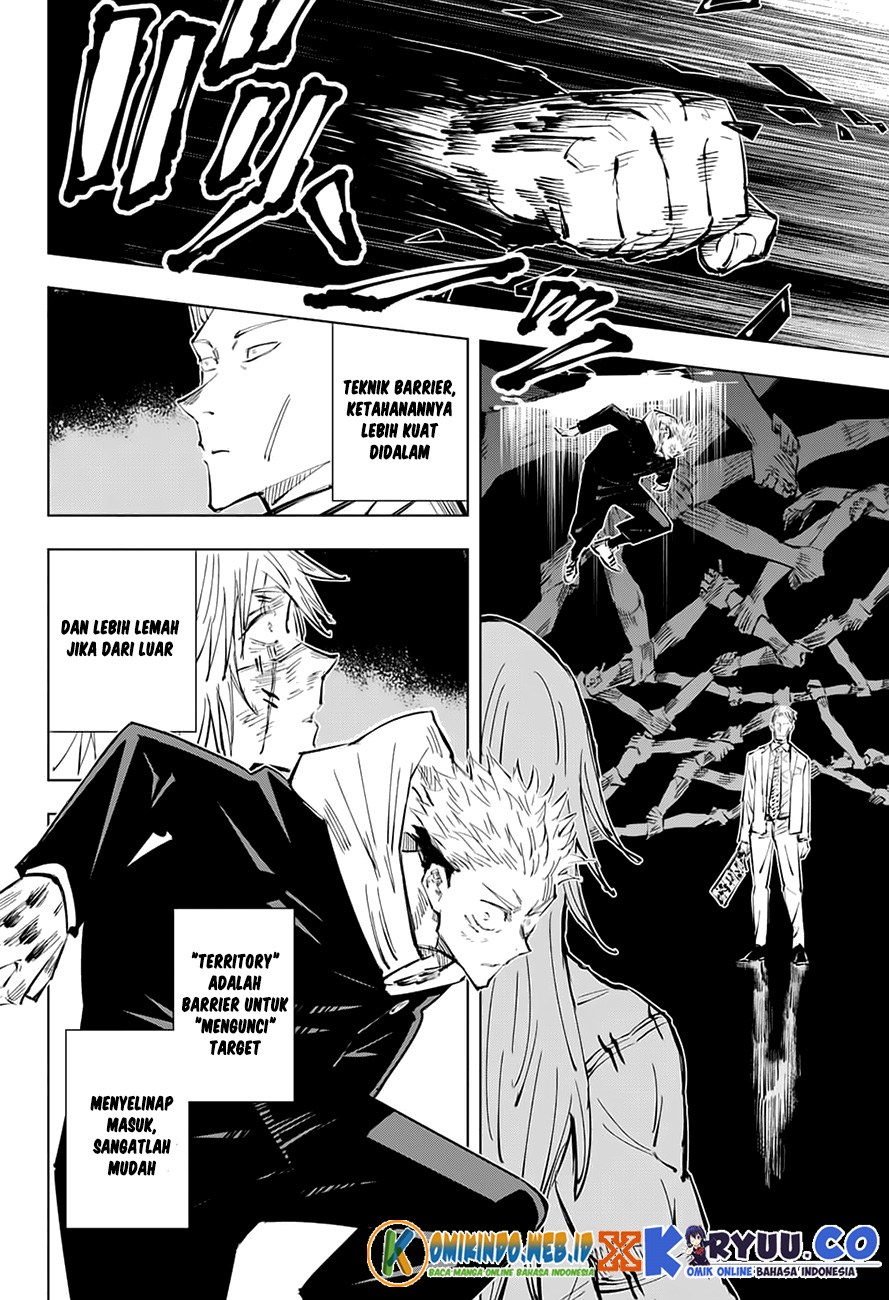 TEKNIK BARRIER,
KETAHANANNYA
LEBIH KUAT
DIDALAM
DAN LEBIH LEMAH
JIKA DARI LUAR
"TERRITORY"
ADALAH
BARRIER UNTUK
"MENGUNCI"
TARGET
MENYELINAP
MASUK,
SANGATLAH
MUDAH
KOMIKINDO.WEB.ID
BACA MANGA ONLINE BAHASA INDONESIA
X
KIRYUU.CO
OMIK ONLINE BAHASA INDONESIA